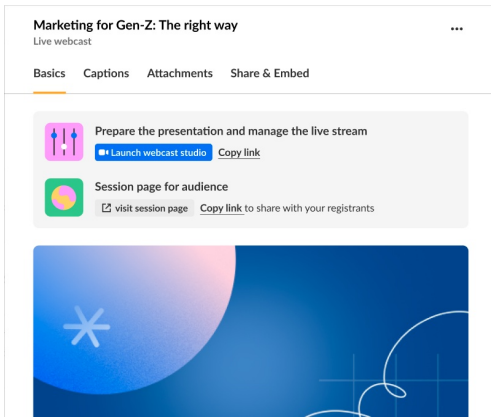 Marketing for Gen-Z: The right way
Live webcast
Basics Captions Attachments Share & Embed
Prepare the presentation and manage the live stream
Launch webcast studio Copy link
Session page for audience
visit session page Copy link to share with your registrants